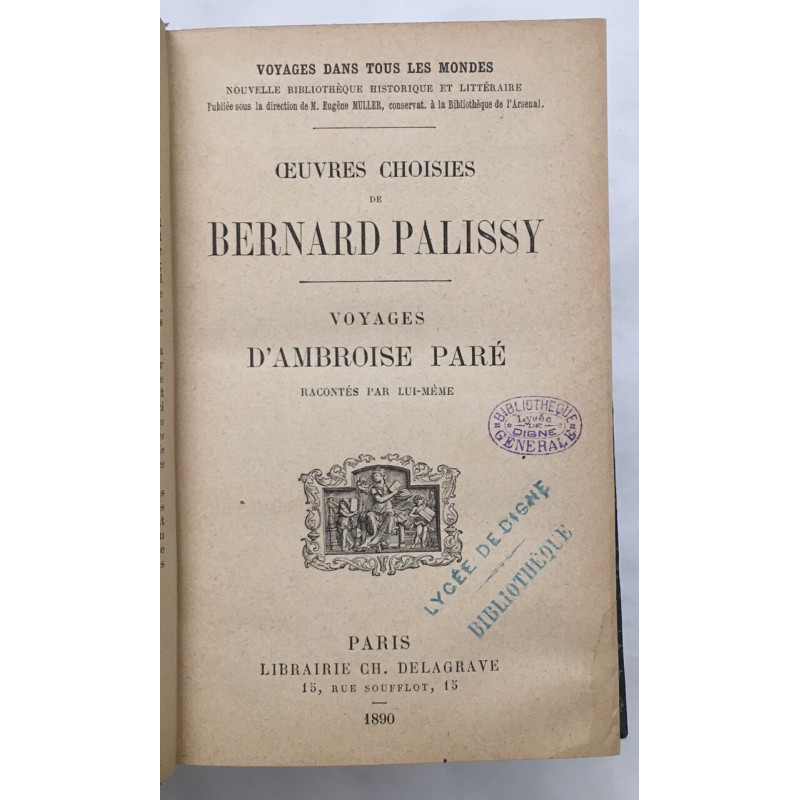 VOYAGES DANS TOUS LES MONDES
NOUVELLE BIBLIOTHÈQUE HISTORIQUE ET LITTÉRAIRE
Publiée sous la direction de M. Eugène MULLER, conservat. à la Bibliothèque de l'Arsenal.
ŒUVRES CHOISIES
DE
BERNARD PALISSY
VOYAGES
D'AMBROISE PARÉ
RACONTÉS PAR LUI-MÊME
BIBLIOTHÈQUE
Lycée
DE
DIGNE
GÉNÉRALE
LYCÉE DE DIGNE
BIBLIOTHÈQUE
PARIS
LIBRAIRIE CH. DELAGRAVE
15, RUE SOUFFLOT, 15
1890